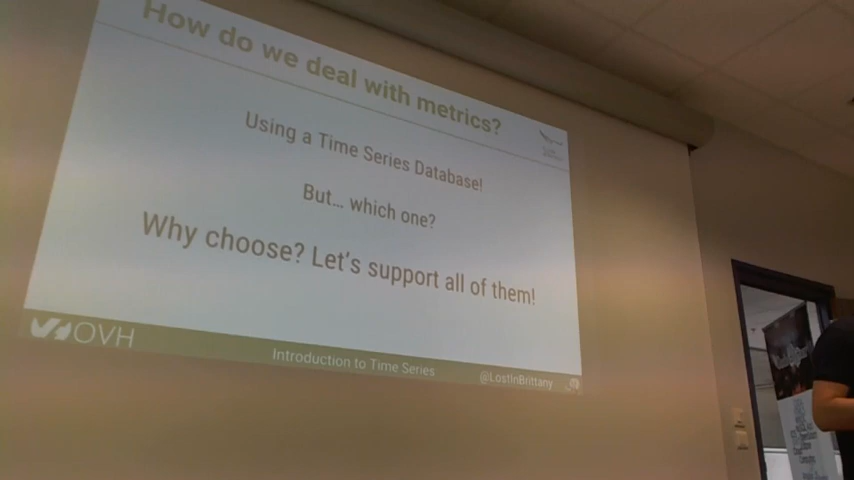 How do we deal with metrics?
Using a Time Series Database!
But... which one?
Why choose? Let's support all of them!
OVH
Introduction to Time Series
@LostInBrittany